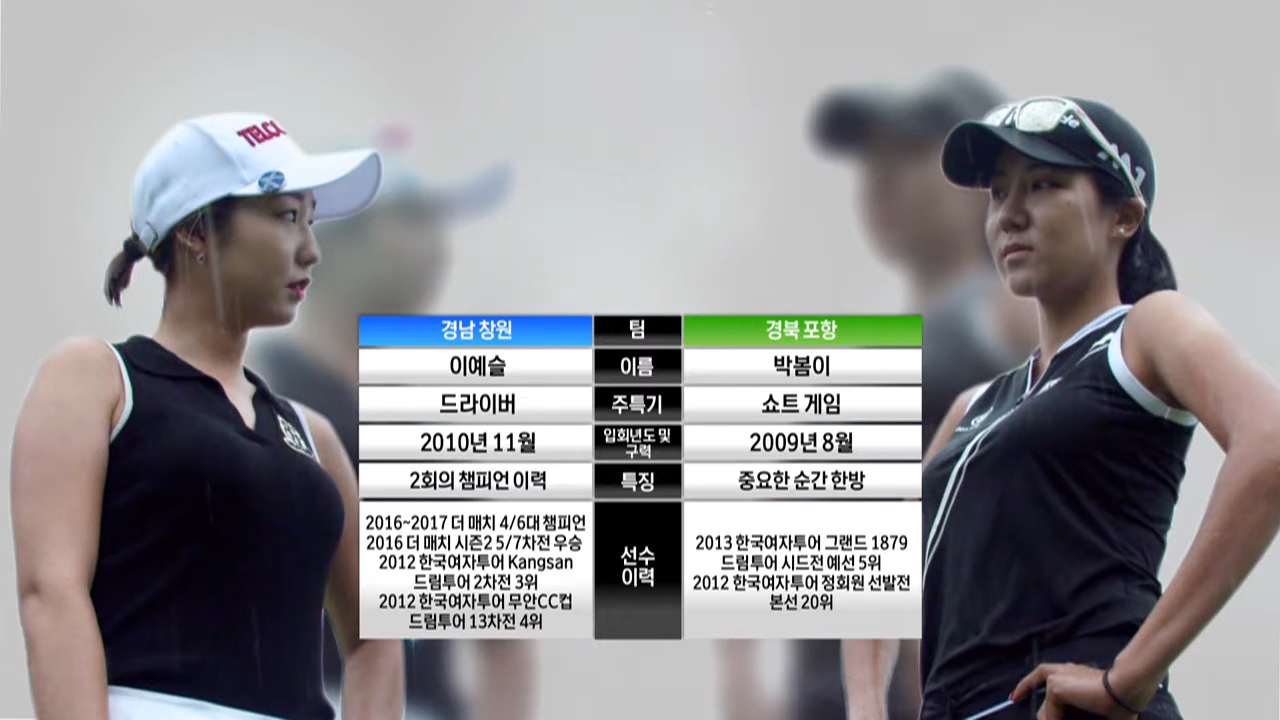 TELC
경남 창원 팀 경북 포항
이예슬 이름 박봄이
드라이버 주특기 쇼트 게임
2010년 11월 입회년도 및 구력 2009년 8월
2회의 챔피언 이력 특징 중요한 순간 한방
2016~2017 더 매치 4/6대 챔피언
2016 더 매치 시즌2 5/7차전 우승
2012 한국여자투어 Kangsan
드림투어 2차전 3위
2012 한국여자투어 무안CC컵
드림투어 13차전 4위
선수
이력
2013 한국여자투어 그랜드 1879
드림투어 시드전 예선 5위
2012 한국여자투어 정회원 선발전
본선 20위